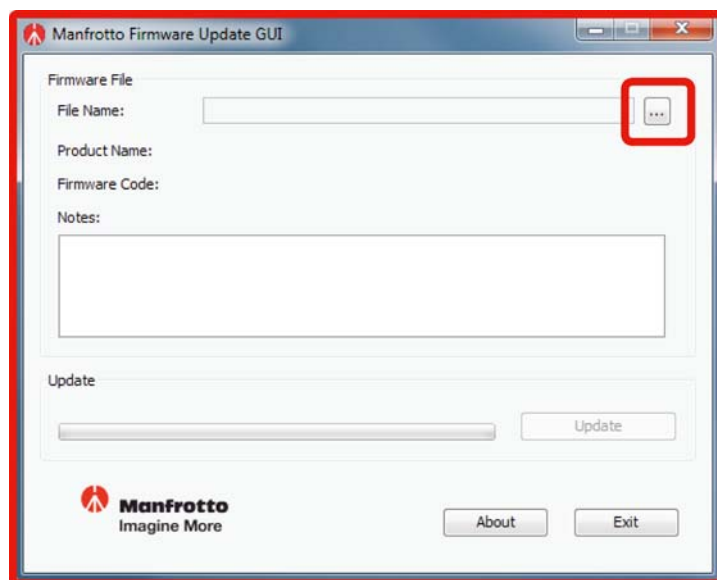 Manfrotto Firmware Update GUI
Firmware File
File Name:
...
Product Name:
Firmware Code:
Notes:
Update
Update
Manfrotto
Imagine More
About
Exit